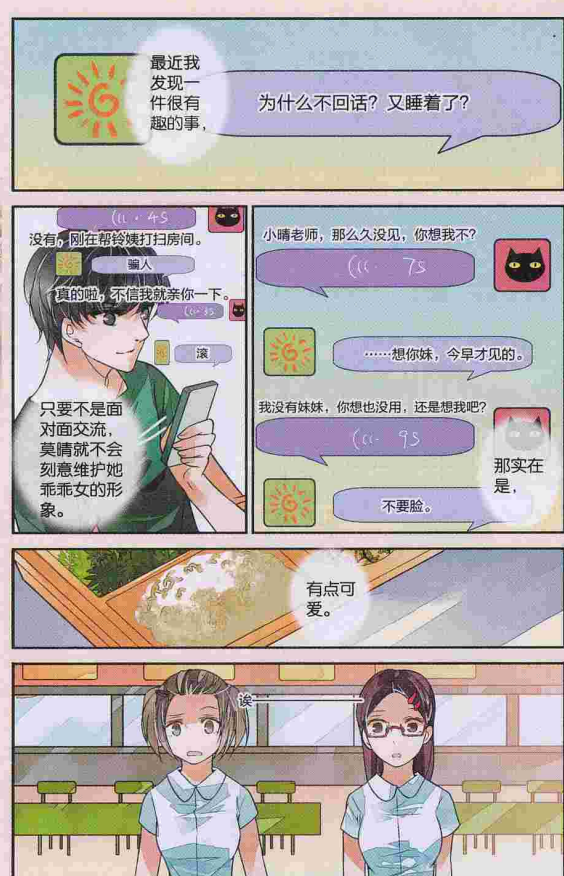 最近我
发现一
件很有
趣的事，
为什么不回话？又睡着了？
((( · 4S
没有，刚在帮铃姨打扫房间。
骗人
真的啦，不信我就亲你一下。
((( · 3S
滚
只要不是面
对面交流，
莫晴就不会
刻意维护她
乖乖女的形
象。
小晴老师，那么久没见，你想我不？
((( · 7S
……想你妹，今早才见的。
我没有妹妹，你想也没用，还是想我吧？
((( · 9S
那实在
是，
不要脸。
有点可
爱。
诶——